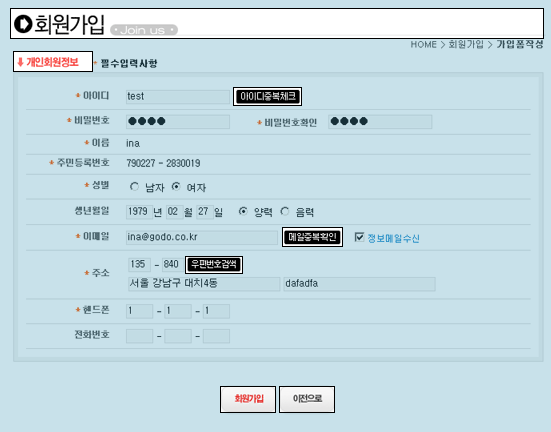 회원가입 Join us
HOME > 회원가입 > 가입폼작성
개인회원정보 * 필수입력사항
* 아이디 test 아이디중복체크
* 비밀번호 ●●●● * 비밀번호확인 ●●●●
* 이름 ina
* 주민등록번호 790227 - 2830019
* 성별 남자 여자
생년월일 1979 년 02 월 27 일 양력 음력
* 이메일 ina@godo.co.kr 메일중복확인 정보메일수신
* 주소 135 - 840 우편번호검색
서울 강남구 대치4동 dafadfa
* 핸드폰 1 - 1 - 1
전화번호 - -
회원가입 이전으로